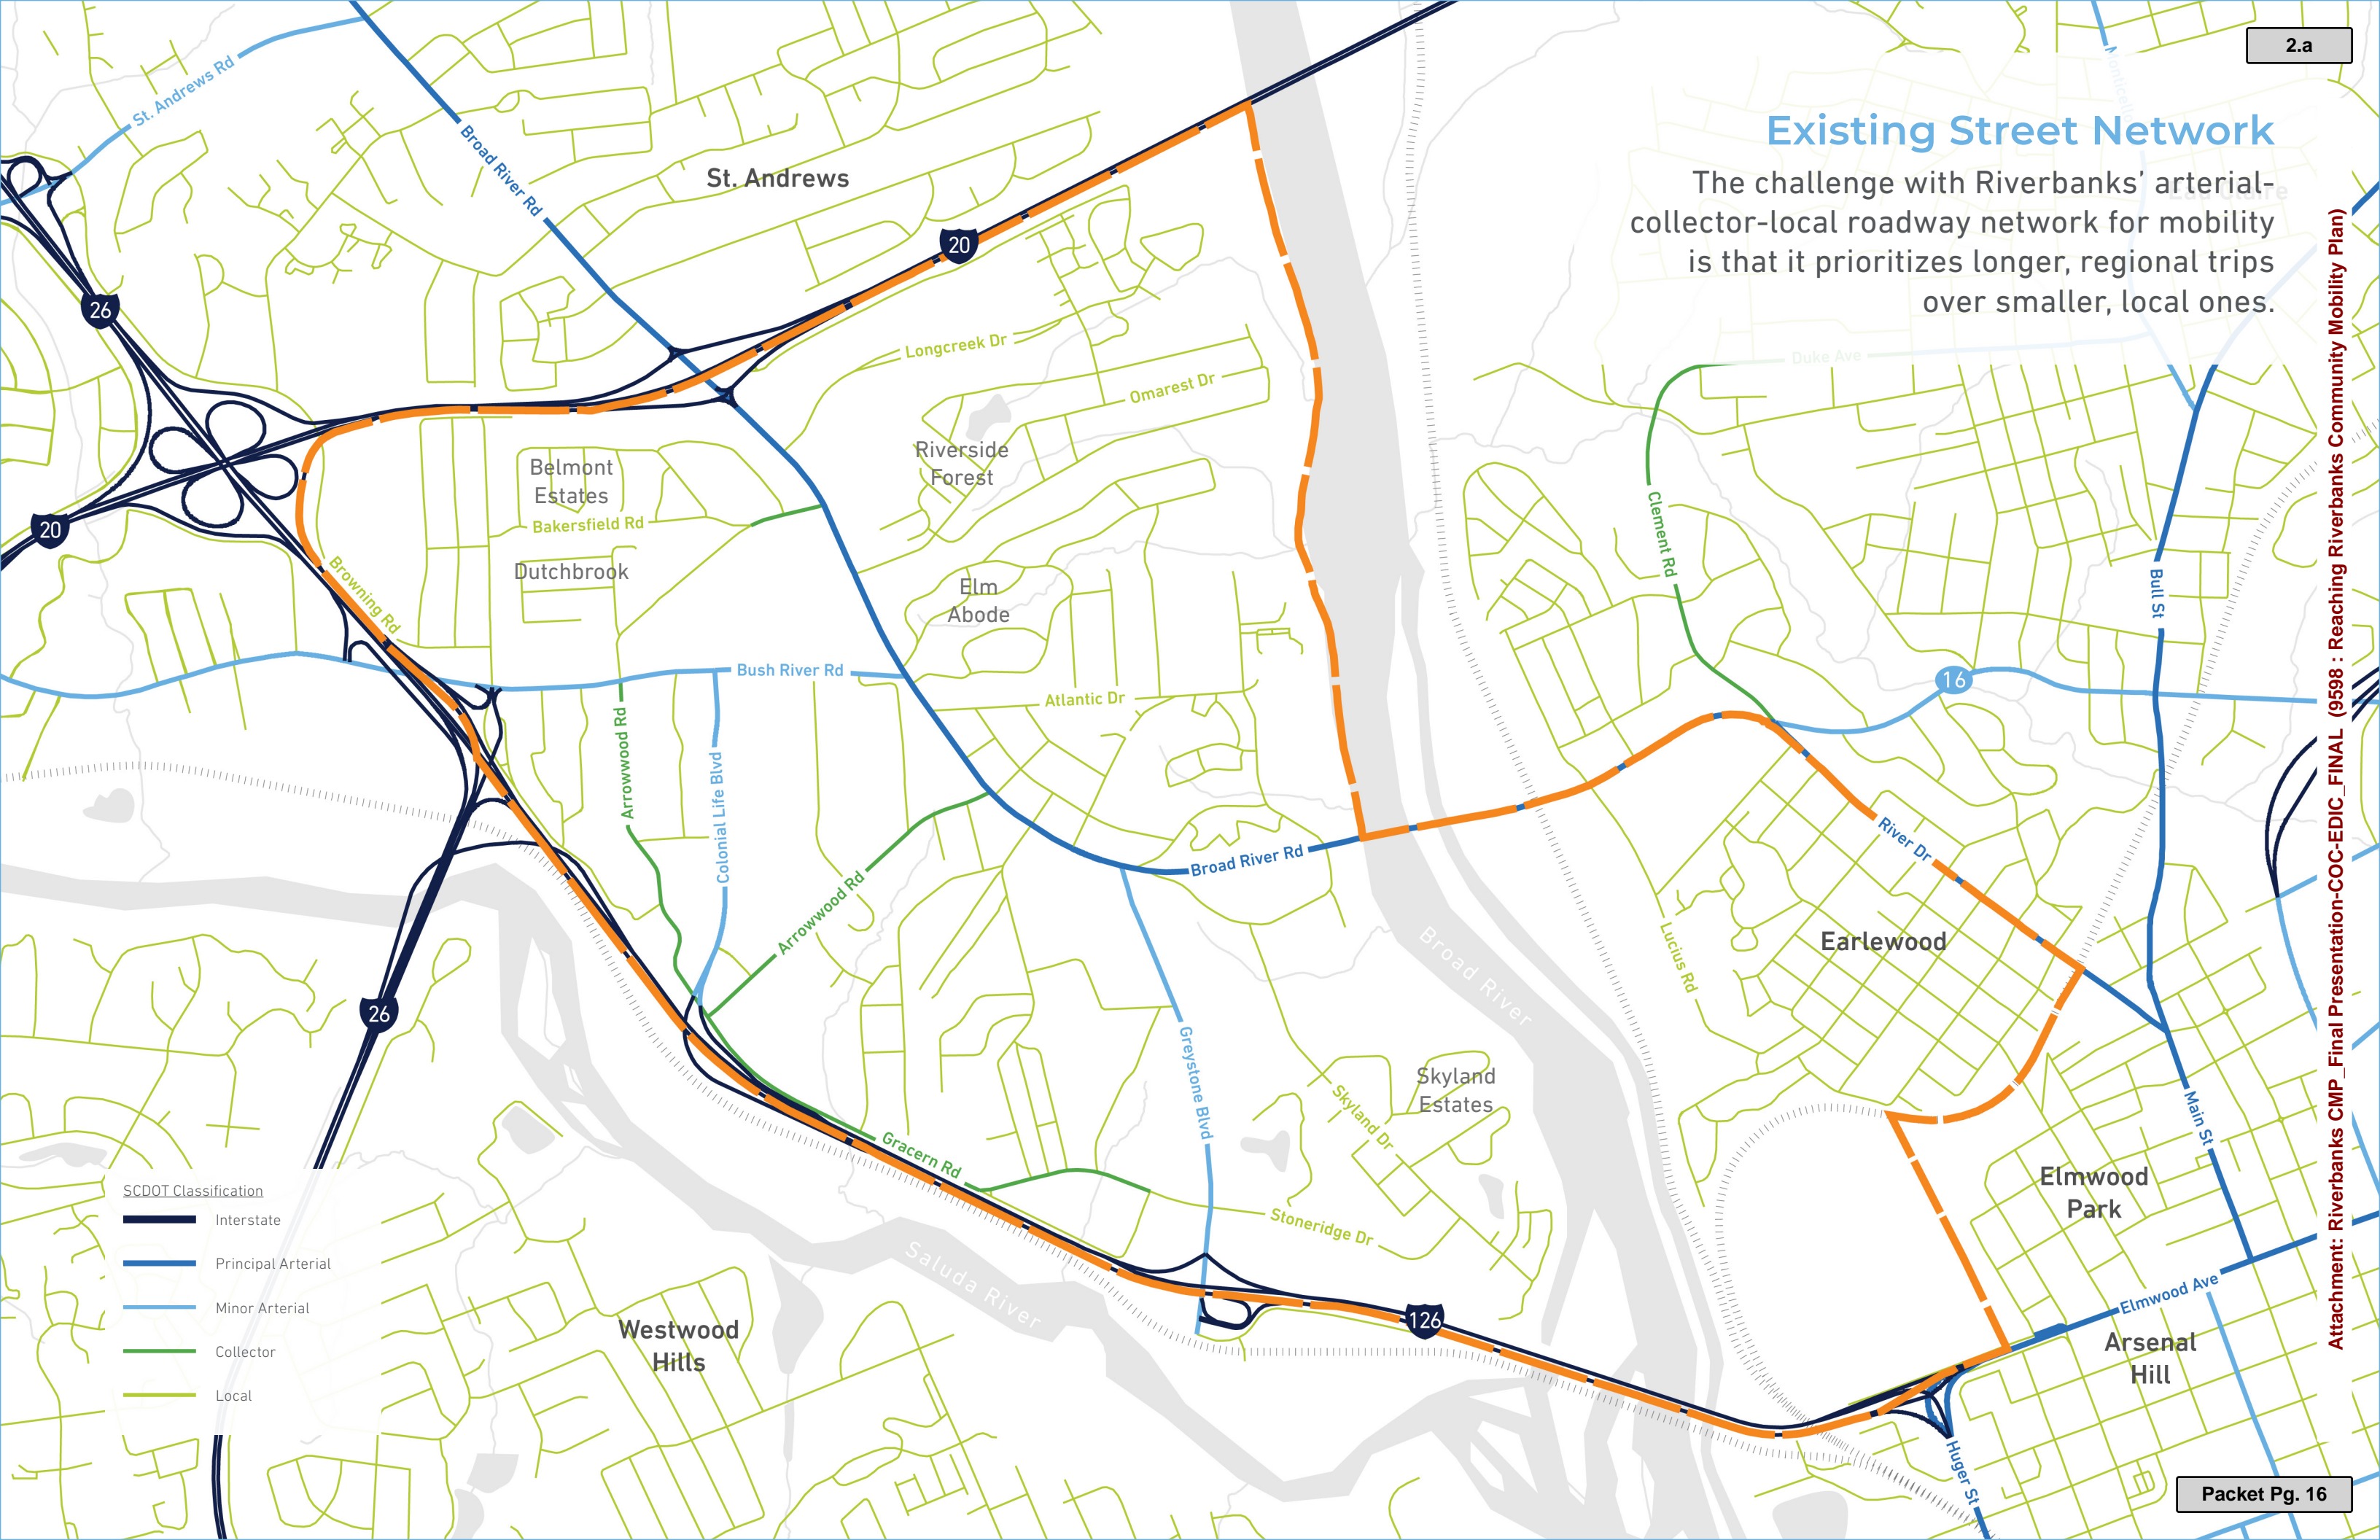 2.a
Existing Street Network
The challenge with Riverbanks’ arterial-
collector-local roadway network for mobility
is that it prioritizes longer, regional trips
over smaller, local ones.
St. Andrews Rd
Broad River Rd
St. Andrews
20
26
Longcreek Dr
Omarest Dr
Duke Ave
Riverside
Forest
Belmont
Estates
Bakersfield Rd
20
Clement Rd
Browning Rd
Dutchbrook
Elm
Abode
Bull St
Bush River Rd
16
Atlantic Dr
Arrowwood Rd
Colonial Life Blvd
Broad River Rd
River Dr
Arrowwood Rd
Earlewood
Lucius Rd
Broad River
26
Greystone Blvd
Skyland
Estates
Skyland Dr
Main St
Gracern Rd
Elmwood
Park
Stoneridge Dr
Saluda River
Elmwood Ave
126
Westwood
Hills
Arsenal
Hill
Huger St
SCDOT Classification
Interstate
Principal Arterial
Minor Arterial
Collector
Local
Attachment: Riverbanks CMP_Final Presentation-COC-EDIC_FINAL (9598 : Reaching Riverbanks Community Mobility Plan)
Packet Pg. 16